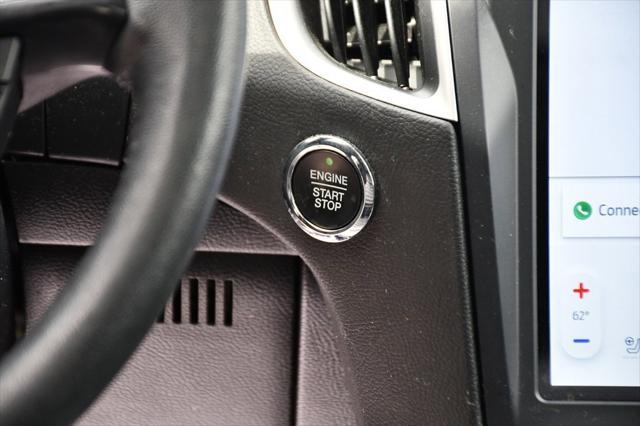 ENGINE
START
STOP
Conne
62°